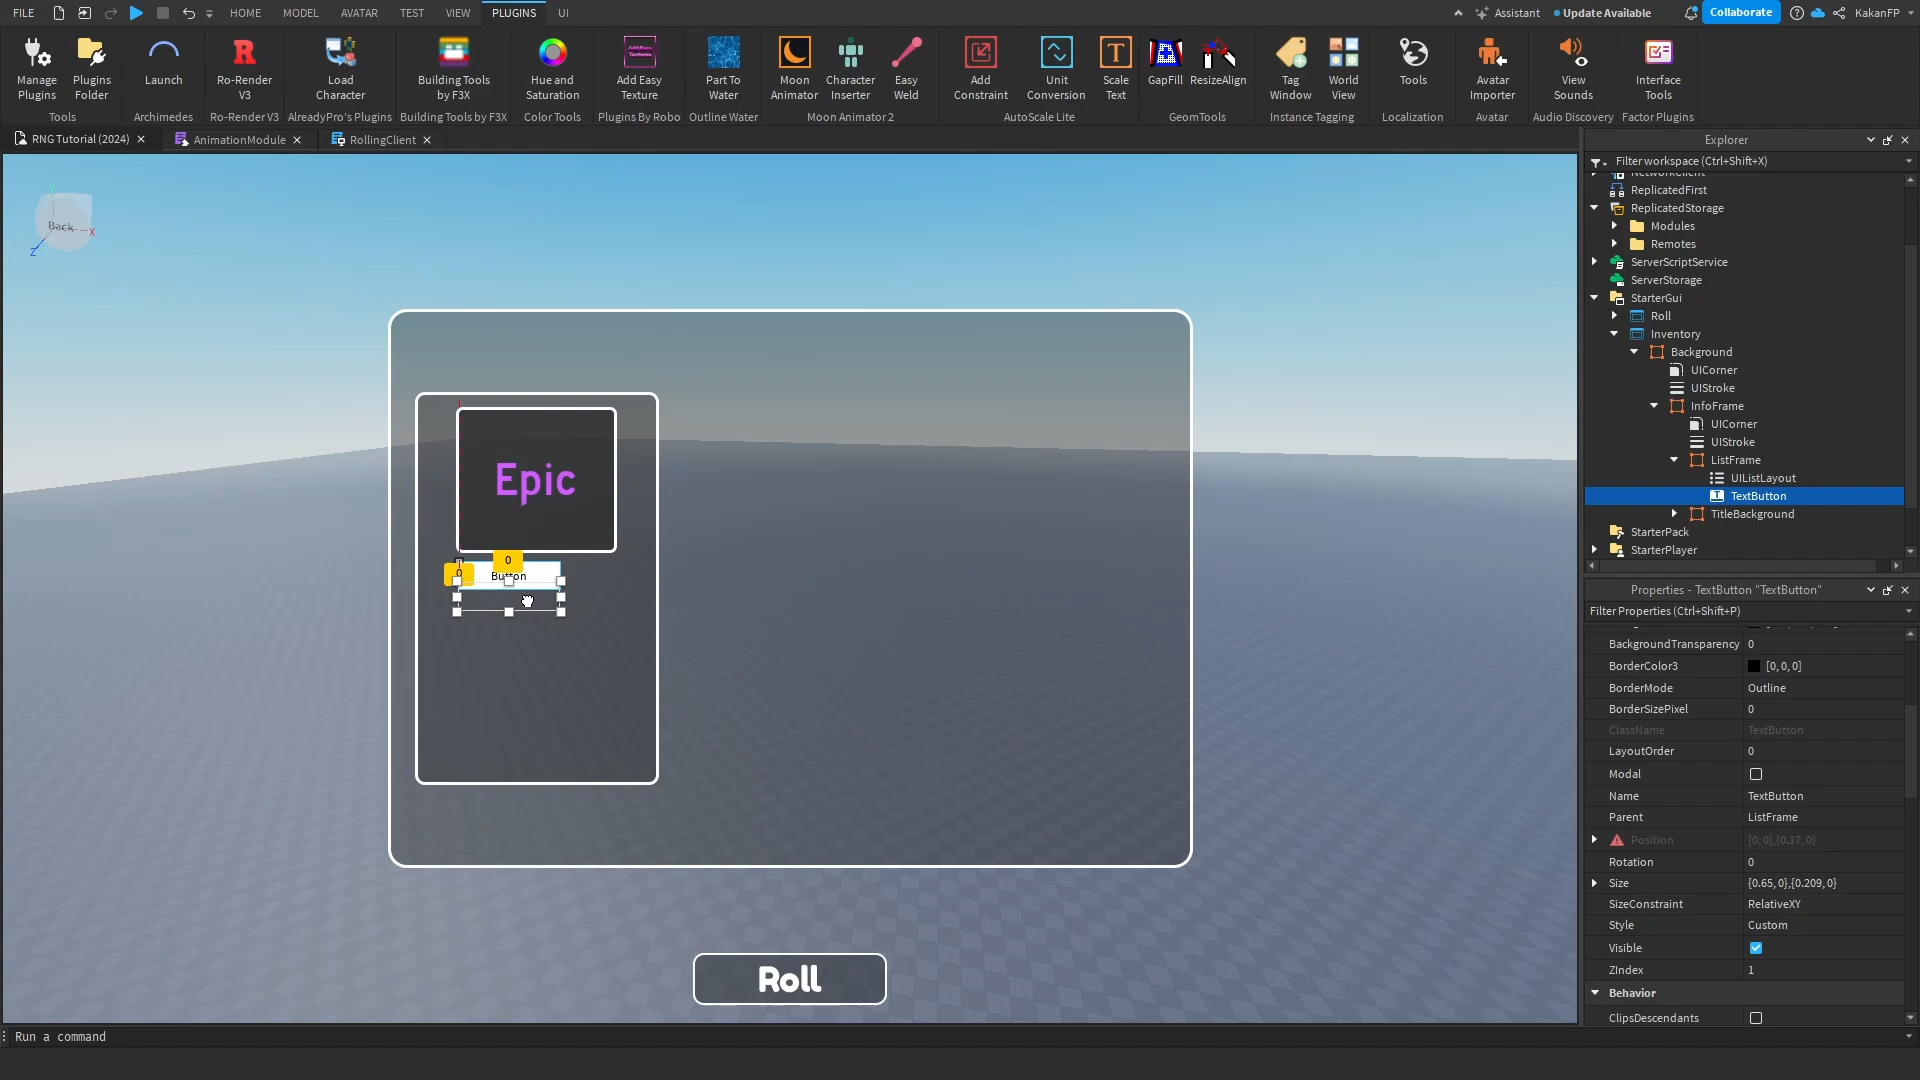 FILE HOME MODEL AVATAR TEST VIEW PLUGINS UI Assistant Update Available Collaborate KakanFP
Manage Plugins
Plugins Folder
Launch
Ro-Render V3
Load Character
Building Tools by F3X
Hue and Saturation
Add Easy Texture
Part To Water
Moon Animator
Character Inserter
Easy Weld
Add Constraint
Unit Conversion
Scale Text
GapFill
ResizeAlign
Tag Window
World View
Tools
Avatar Importer
View Sounds
Interface Tools
Tools Archimedes Ro-Render V3 AlreadyPro's Plugins Building Tools by F3X Color Tools Plugins By Robo Outline Water Moon Animator 2 AutoScale Lite GeomTools Instance Tagging Localization Avatar Audio Discovery Factor Plugins
RNG Tutorial (2024) AnimationModule RollingClient
Back
X
Z
Epic
0
0
Button
Roll
Run a command
Explorer
Filter workspace (Ctrl+Shift+X)
NetworkClient
ReplicatedFirst
ReplicatedStorage
Modules
Remotes
ServerScriptService
ServerStorage
StarterGui
Roll
Inventory
Background
UICorner
UIStroke
InfoFrame
UICorner
UIStroke
ListFrame
UIListLayout
TextButton
TitleBackground
StarterPack
StarterPlayer
Properties - TextButton "TextButton"
Filter Properties (Ctrl+Shift+P)
BackgroundTransparency 0
BorderColor3 [0, 0, 0]
BorderMode Outline
BorderSizePixel 0
ClassName TextButton
LayoutOrder 0
Modal
Name TextButton
Parent ListFrame
Position {0, 0},{0.17, 0}
Rotation 0
Size {0.65, 0},{0.209, 0}
SizeConstraint RelativeXY
Style Custom
Visible
ZIndex 1
Behavior
ClipsDescendants